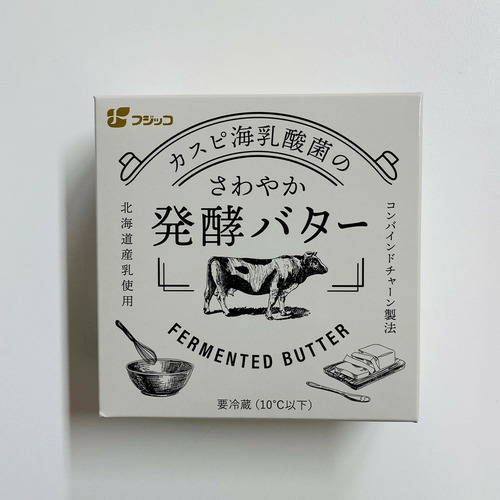 フジッコ
カスピ海乳酸菌の
さわやか
発酵バター
北海道産乳使用
コンバインドチャーン製法
FERMENTED BUTTER
要冷蔵(10℃以下)